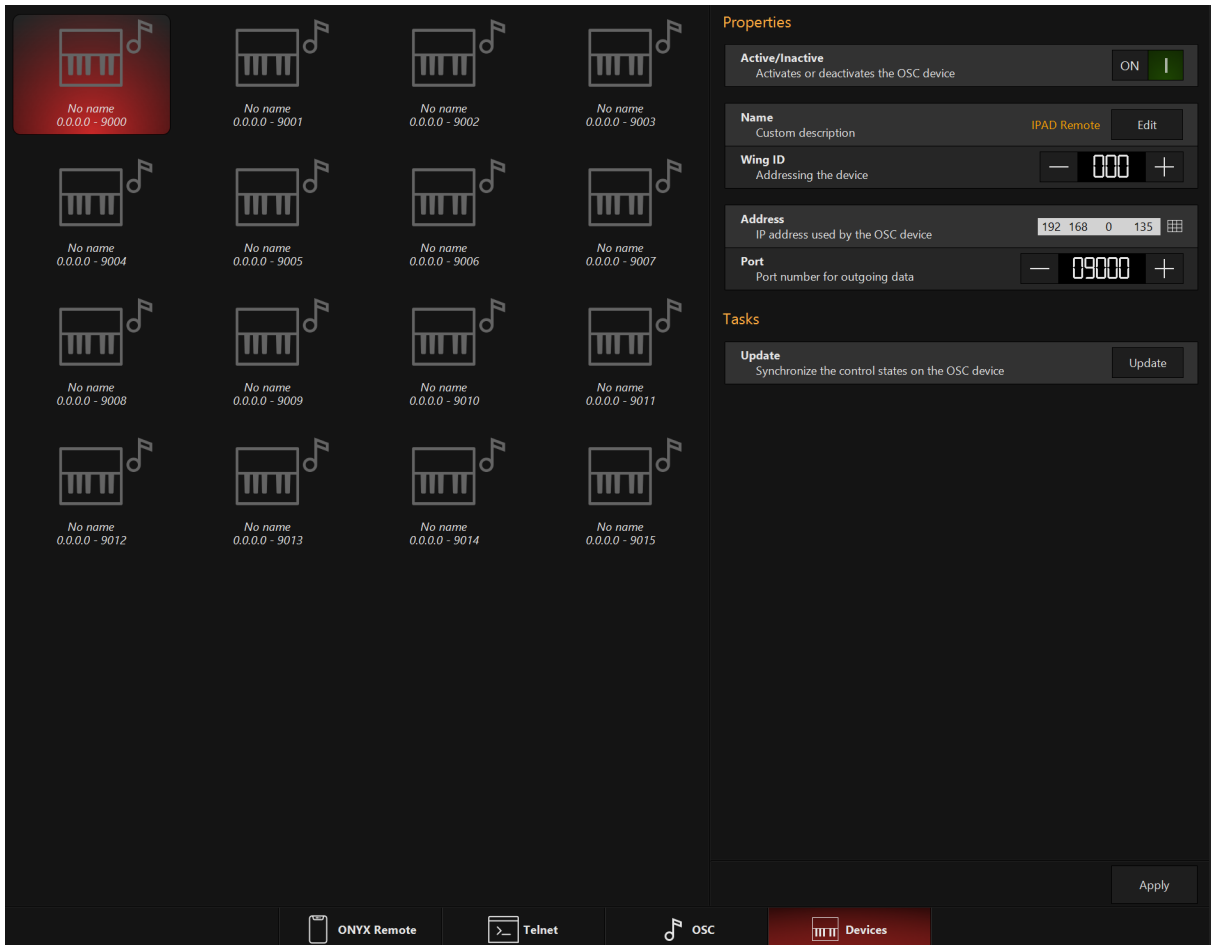 No name
0.0.0.0 - 9000
No name
0.0.0.0 - 9001
No name
0.0.0.0 - 9002
No name
0.0.0.0 - 9003
No name
0.0.0.0 - 9004
No name
0.0.0.0 - 9005
No name
0.0.0.0 - 9006
No name
0.0.0.0 - 9007
No name
0.0.0.0 - 9008
No name
0.0.0.0 - 9009
No name
0.0.0.0 - 9010
No name
0.0.0.0 - 9011
No name
0.0.0.0 - 9012
No name
0.0.0.0 - 9013
No name
0.0.0.0 - 9014
No name
0.0.0.0 - 9015
Properties
Active/Inactive
Activates or deactivates the OSC device
ON
Name
Custom description
IPAD Remote
Edit
Wing ID
Addressing the device
000
Address
IP address used by the OSC device
192 168 0 135
Port
Port number for outgoing data
09000
Tasks
Update
Synchronize the control states on the OSC device
Update
Apply
ONYX Remote
Telnet
OSC
Devices